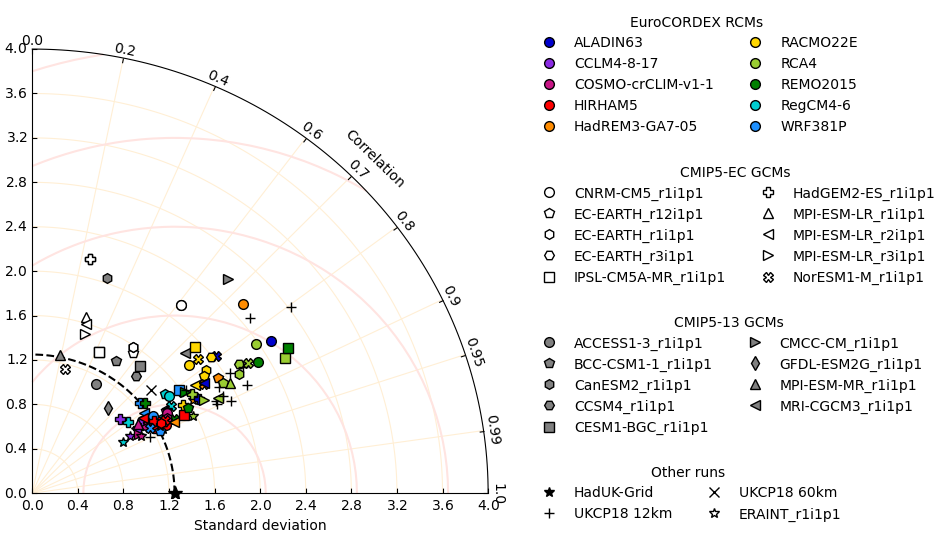 0.0
0.2
0.4
0.6
0.7
0.8
0.9
0.95
0.99
1.0
Correlation
4.0
3.6
3.2
2.8
2.4
2.0
1.6
1.2
0.8
0.4
0.0
0.0 0.4 0.8 1.2 1.6 2.0 2.4 2.8 3.2 3.6 4.0
Standard deviation
EuroCORDEX RCMs
ALADIN63 RACMO22E
CCLM4-8-17 RCA4
COSMO-crCLIM-v1-1 REMO2015
HIRHAM5 RegCM4-6
HadREM3-GA7-05 WRF381P
CMIP5-EC GCMs
CNRM-CM5_r1i1p1 HadGEM2-ES_r1i1p1
EC-EARTH_r12i1p1 MPI-ESM-LR_r1i1p1
EC-EARTH_r1i1p1 MPI-ESM-LR_r2i1p1
EC-EARTH_r3i1p1 MPI-ESM-LR_r3i1p1
IPSL-CM5A-MR_r1i1p1 NorESM1-M_r1i1p1
CMIP5-13 GCMs
ACCESS1-3_r1i1p1 CMCC-CM_r1i1p1
BCC-CSM1-1_r1i1p1 GFDL-ESM2G_r1i1p1
CanESM2_r1i1p1 MPI-ESM-MR_r1i1p1
CCSM4_r1i1p1 MRI-CGCM3_r1i1p1
CESM1-BGC_r1i1p1
Other runs
HadUK-Grid UKCP18 60km
UKCP18 12km ERAINT_r1i1p1